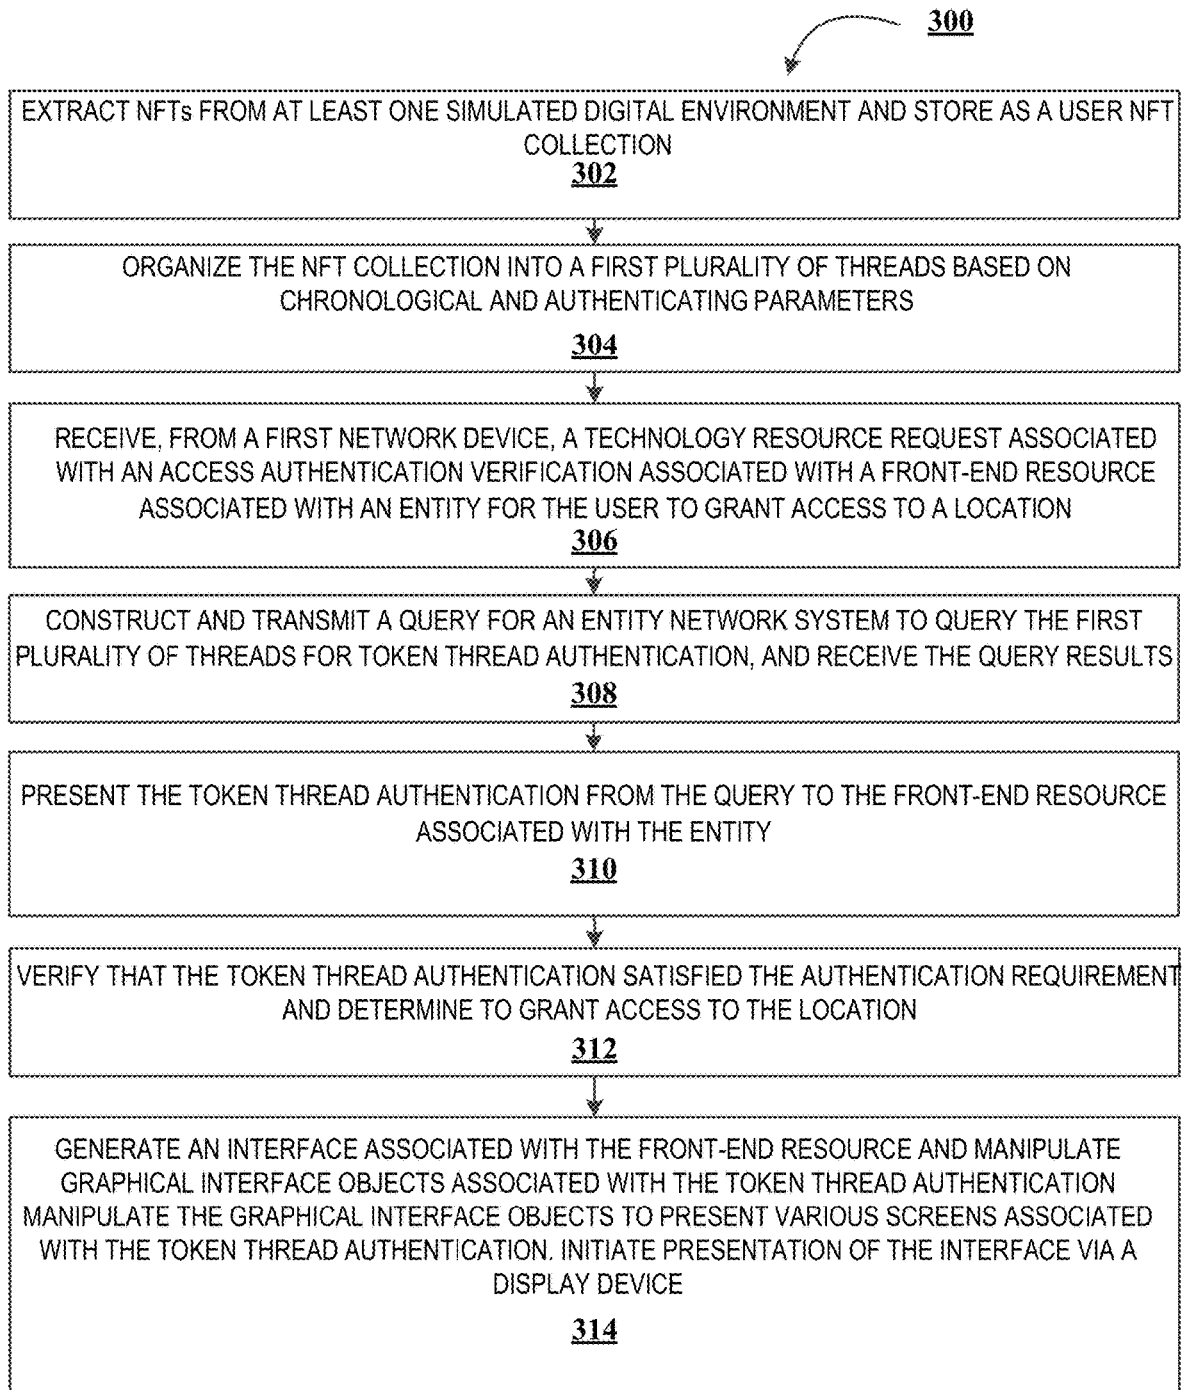 300
EXTRACT NFTs FROM AT LEAST ONE SIMULATED DIGITAL ENVIRONMENT AND STORE AS A USER NFT
COLLECTION
302
ORGANIZE THE NFT COLLECTION INTO A FIRST PLURALITY OF THREADS BASED ON
CHRONOLOGICAL AND AUTHENTICATING PARAMETERS
304
RECEIVE, FROM A FIRST NETWORK DEVICE, A TECHNOLOGY RESOURCE REQUEST ASSOCIATED
WITH AN ACCESS AUTHENTICATION VERIFICATION ASSOCIATED WITH A FRONT-END RESOURCE
ASSOCIATED WITH AN ENTITY FOR THE USER TO GRANT ACCESS TO A LOCATION
306
CONSTRUCT AND TRANSMIT A QUERY FOR AN ENTITY NETWORK SYSTEM TO QUERY THE FIRST
PLURALITY OF THREADS FOR TOKEN THREAD AUTHENTICATION, AND RECEIVE THE QUERY RESULTS
308
PRESENT THE TOKEN THREAD AUTHENTICATION FROM THE QUERY TO THE FRONT-END RESOURCE
ASSOCIATED WITH THE ENTITY
310
VERIFY THAT THE TOKEN THREAD AUTHENTICATION SATISFIED THE AUTHENTICATION REQUIREMENT
AND DETERMINE TO GRANT ACCESS TO THE LOCATION
312
GENERATE AN INTERFACE ASSOCIATED WITH THE FRONT-END RESOURCE AND MANIPULATE
GRAPHICAL INTERFACE OBJECTS ASSOCIATED WITH THE TOKEN THREAD AUTHENTICATION
MANIPULATE THE GRAPHICAL INTERFACE OBJECTS TO PRESENT VARIOUS SCREENS ASSOCIATED
WITH THE TOKEN THREAD AUTHENTICATION. INITIATE PRESENTATION OF THE INTERFACE VIA A
DISPLAY DEVICE
314